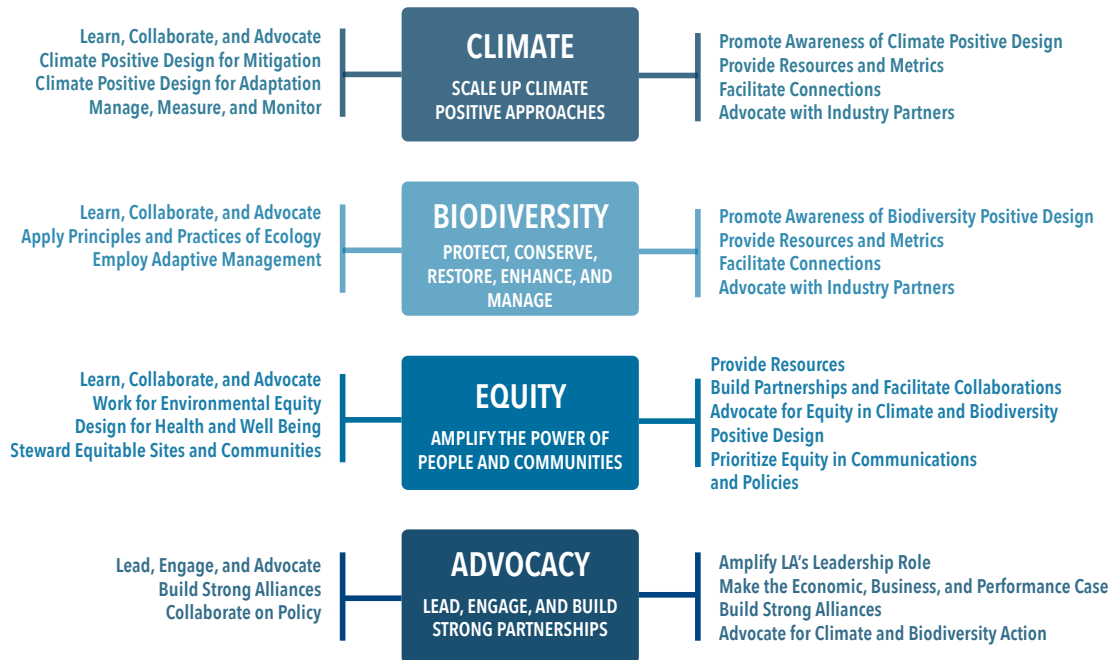 Learn, Collaborate, and Advocate
Climate Positive Design for Mitigation
Climate Positive Design for Adaptation
Manage, Measure, and Monitor
CLIMATE
SCALE UP CLIMATE
POSITIVE APPROACHES
Promote Awareness of Climate Positive Design
Provide Resources and Metrics
Facilitate Connections
Advocate with Industry Partners
Learn, Collaborate, and Advocate
Apply Principles and Practices of Ecology
Employ Adaptive Management
BIODIVERSITY
PROTECT, CONSERVE,
RESTORE, ENHANCE, AND
MANAGE
Promote Awareness of Biodiversity Positive Design
Provide Resources and Metrics
Facilitate Connections
Advocate with Industry Partners
Learn, Collaborate, and Advocate
Work for Environmental Equity
Design for Health and Well Being
Steward Equitable Sites and Communities
EQUITY
AMPLIFY THE POWER OF
PEOPLE AND COMMUNITIES
Provide Resources
Build Partnerships and Facilitate Collaborations
Advocate for Equity in Climate and Biodiversity
Positive Design
Prioritize Equity in Communications
and Policies
Lead, Engage, and Advocate
Build Strong Alliances
Collaborate on Policy
ADVOCACY
LEAD, ENGAGE, AND BUILD
STRONG PARTNERSHIPS
Amplify LA's Leadership Role
Make the Economic, Business, and Performance Case
Build Strong Alliances
Advocate for Climate and Biodiversity Action